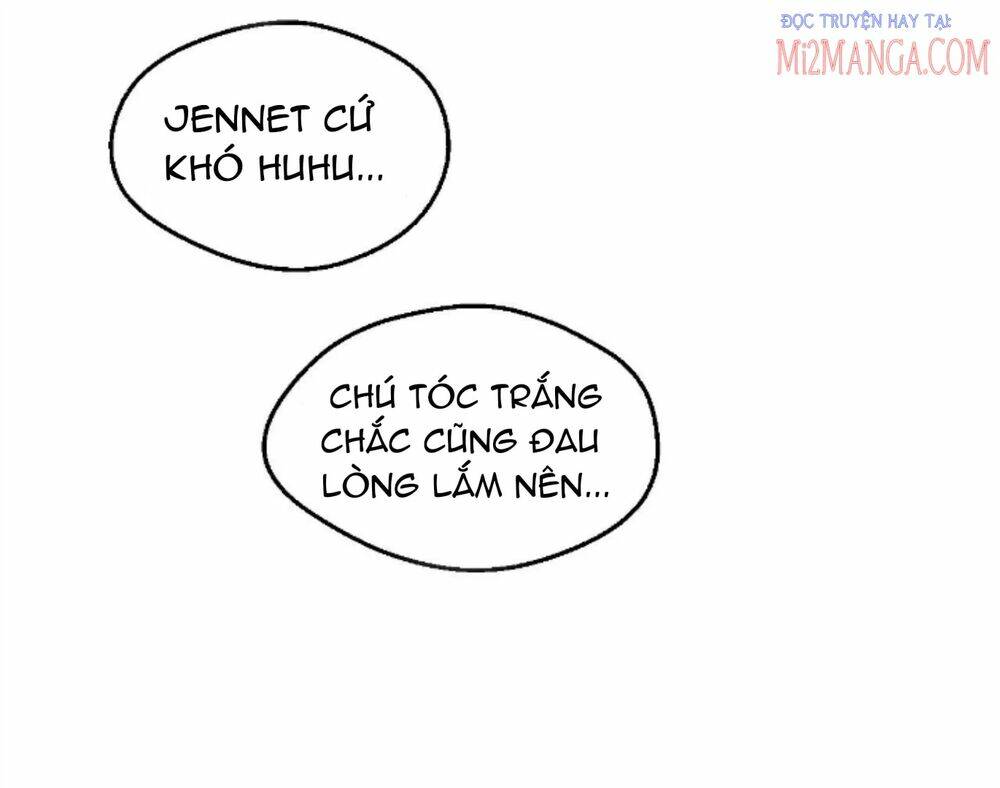 ĐỌC TRUYỆN HAY TẠI:
MI2MANGA.COM
JENNET CỨ
KHÓ HUHU...
CHÚ TÓC TRẮNG
CHẮC CŨNG ĐAU
LÒNG LẮM NÊN...